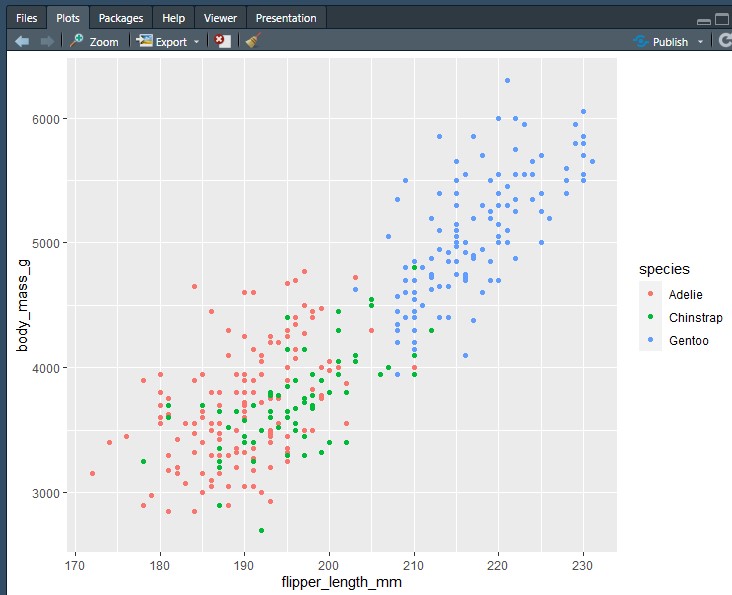 Files Plots Packages Help Viewer Presentation
Zoom Export Publish
6000
5000
4000
3000
body_mass_g
170 180 190 200 210 220 230
flipper_length_mm
species
Adelie
Chinstrap
Gentoo